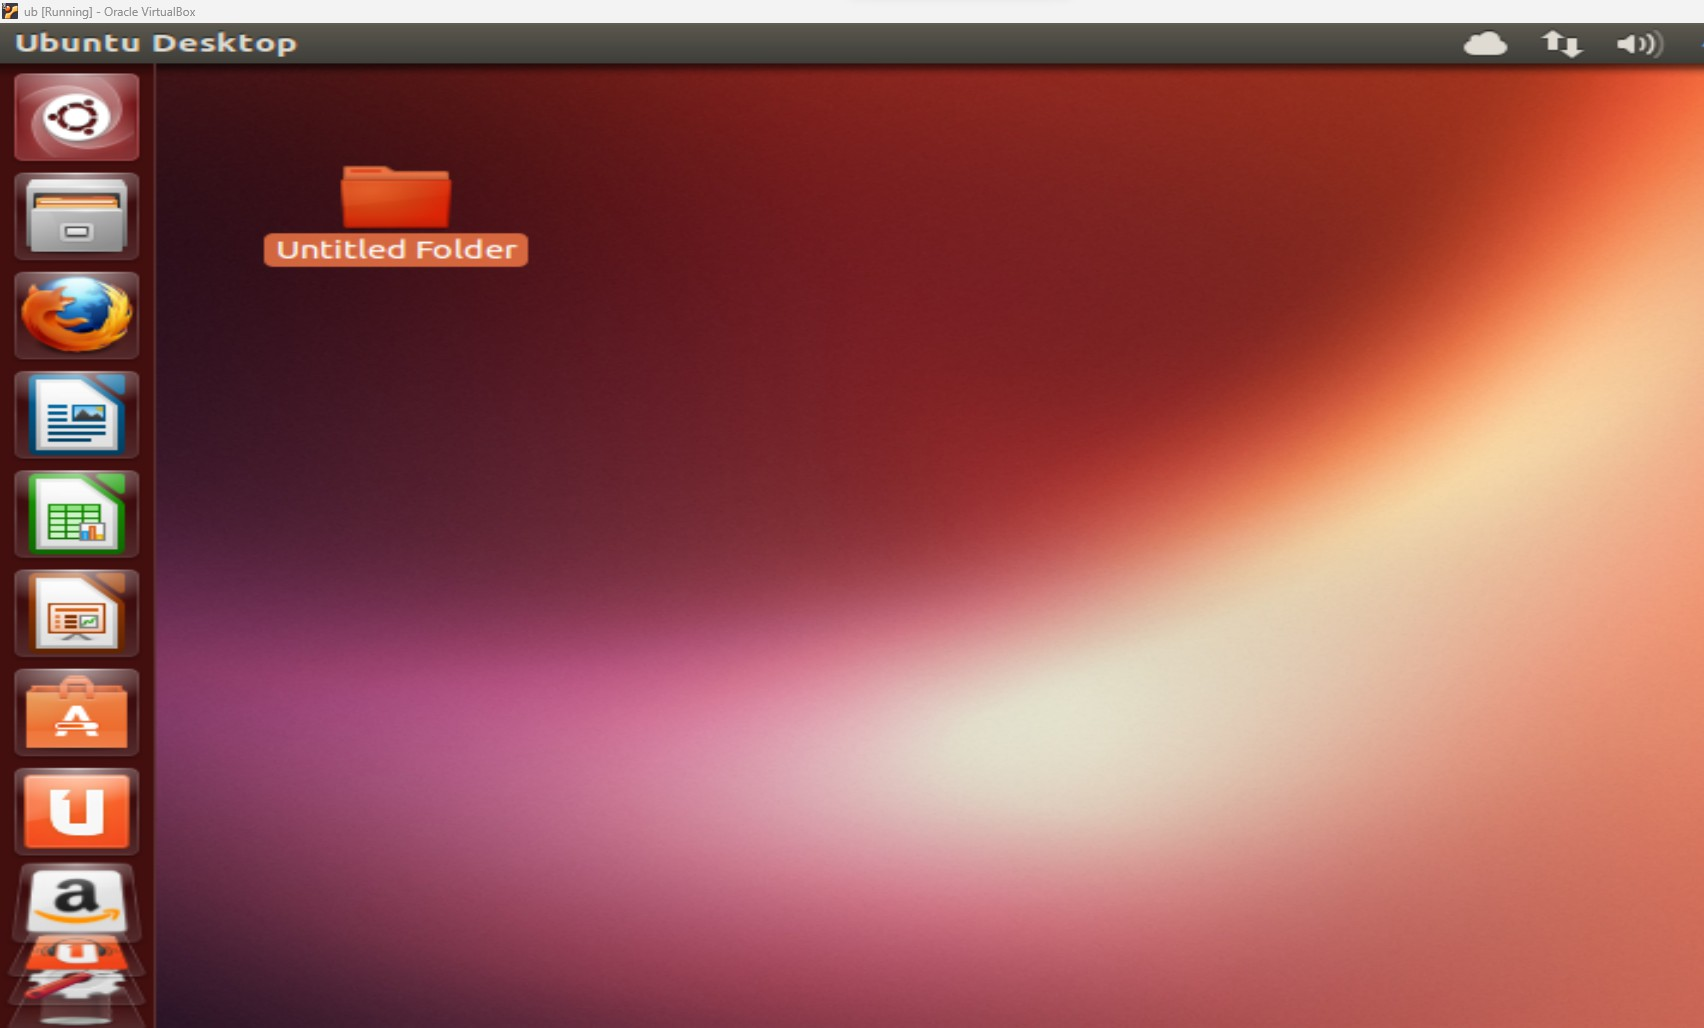 ub [Running] - Oracle VirtualBox
Ubuntu Desktop
Untitled Folder